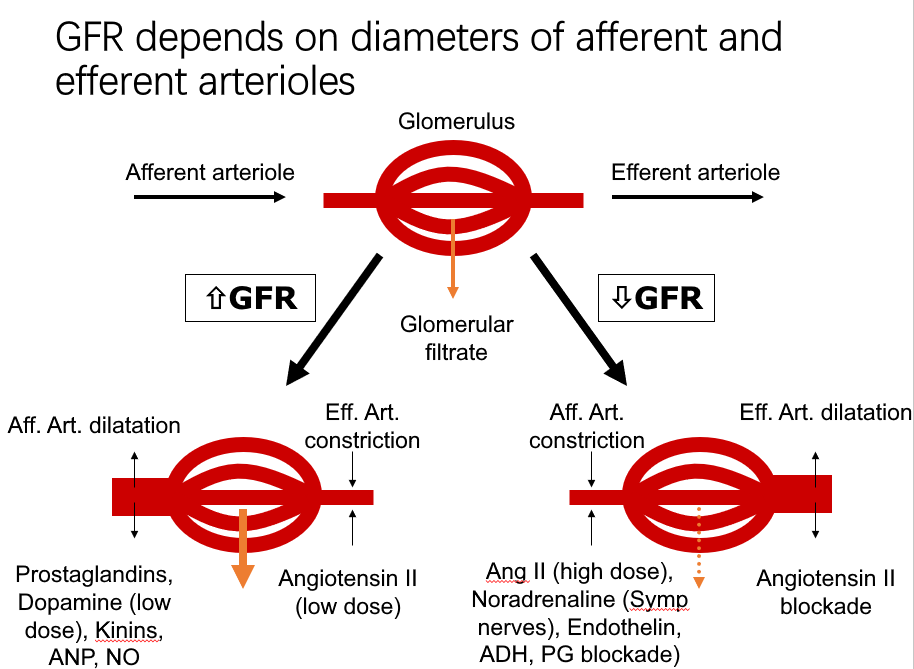 GFR depends on diameters of afferent and
efferent arterioles
Glomerulus
Afferent arteriole
Efferent arteriole
⇧GFR
⇩GFR
Glomerular
filtrate
Aff. Art. dilatation
Eff. Art.
constriction
Aff. Art.
constriction
Eff. Art. dilatation
Prostaglandins,
Dopamine (low
dose), Kinins,
ANP, NO
Angiotensin II
(low dose)
Ang II (high dose),
Noradrenaline (Symp
nerves), Endothelin,
ADH, PG blockade)
Angiotensin II
blockade